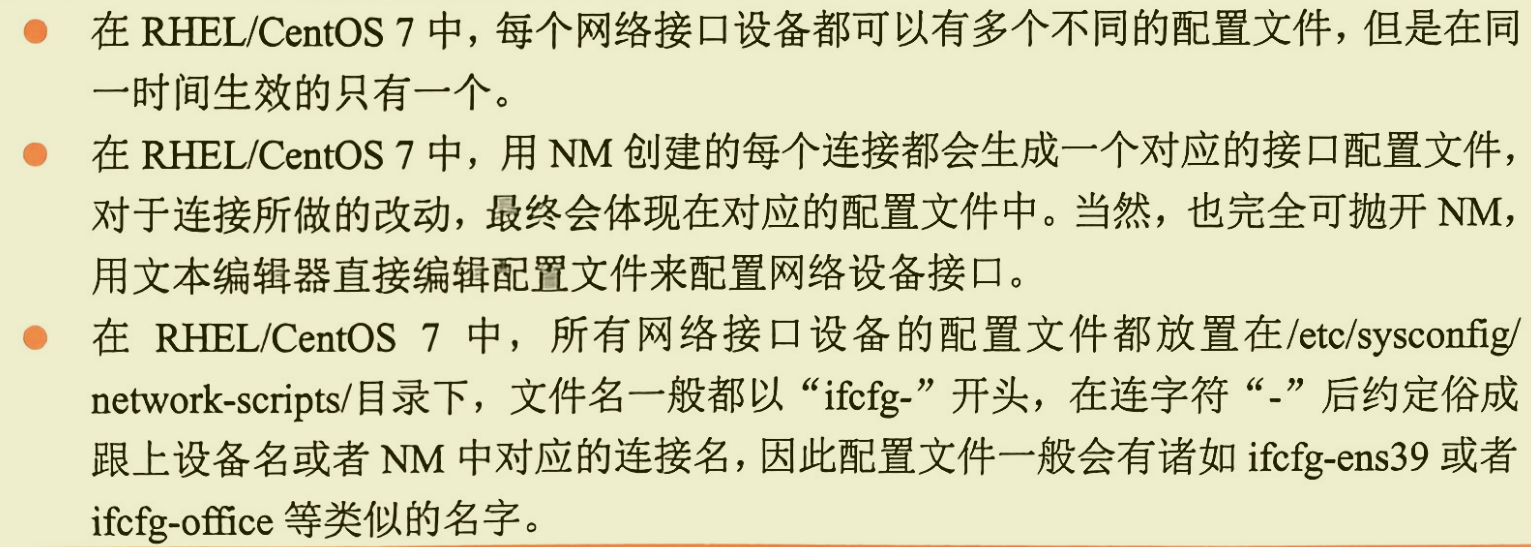 ● 在 RHEL/CentOS 7 中，每个网络接口设备都可以有多个不同的配置文件，但是在同
一时间生效的只有一个。
● 在 RHEL/CentOS 7 中，用 NM 创建的每个连接都会生成一个对应的接口配置文件，
对于连接所做的改动，最终会体现在对应的配置文件中。当然，也完全可抛开 NM，
用文本编辑器直接编辑配置文件来配置网络设备接口。
● 在 RHEL/CentOS 7 中，所有网络接口设备的配置文件都放置在/etc/sysconfig/
network-scripts/目录下，文件名一般都以“ifcfg-”开头，在连字符“-”后约定俗成
跟上设备名或者 NM 中对应的连接名，因此配置文件一般会有诸如 ifcfg-ens39 或者
ifcfg-office 等类似的名字。